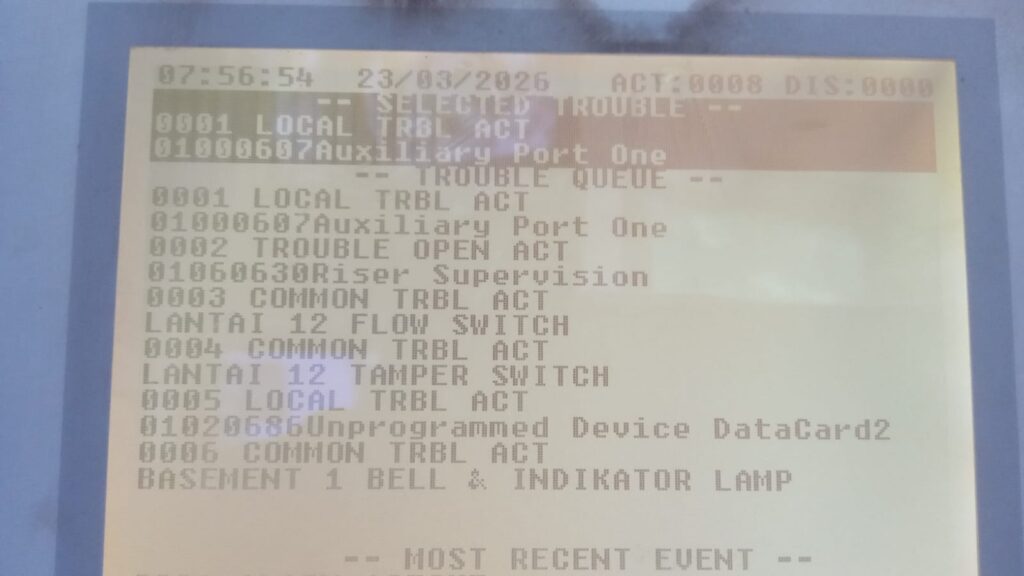 07:56:54 23/03/2026 ACT:0008 DIS:0000
-- SELECTED TROUBLE --
0001 LOCAL TRBL ACT
01000607Auxiliary Port One
-- TROUBLE QUEUE --
0001 LOCAL TRBL ACT
01000607Auxiliary Port One
0002 TROUBLE OPEN ACT
01060630Riser Supervision
0003 COMMON TRBL ACT
LANTAI 12 FLOW SWITCH
0004 COMMON TRBL ACT
LANTAI 12 TAMPER SWITCH
0005 LOCAL TRBL ACT
01020686Unprogrammed Device DataCard2
0006 COMMON TRBL ACT
BASEMENT 1 BELL & INDIKATOR LAMP
-- MOST RECENT EVENT --